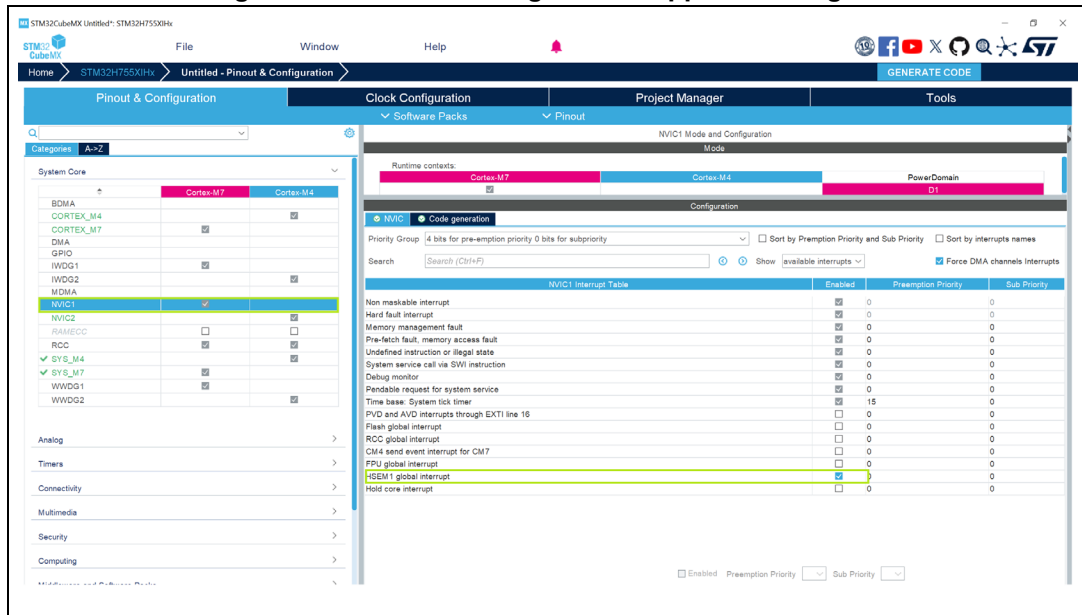 STM32CubeMX Untitled*: STM32H755XIHx
STM32 CubeMX File Window Help
Home STM32H755XIHx Untitled - Pinout & Configuration GENERATE CODE
Pinout & Configuration Clock Configuration Project Manager Tools
Software Packs Pinout
Categories A->Z
System Core
Cortex-M7 Cortex-M4
BDMA
CORTEX_M4
CORTEX_M7
DMA
GPIO
IWDG1
IWDG2
MDMA
NVIC1
NVIC2
RAMECC
RCC
SYS_M4
SYS_M7
WWDG1
WWDG2
Analog
Timers
Connectivity
Multimedia
Security
Computing
NVIC1 Mode and Configuration
Mode
Runtime contexts:
Cortex-M7 Cortex-M4 PowerDomain
D1
Configuration
NVIC Code generation
Priority Group 4 bits for pre-emption priority 0 bits for subpriority Sort by Premption Priority and Sub Priority Sort by interrupts names
Search Search (Ctrl+F) Show available interrupts Force DMA channels Interrupts
NVIC1 Interrupt Table Enabled Preemption Priority Sub Priority
Non maskable interrupt 0 0
Hard fault interrupt 0 0
Memory management fault 0 0
Pre-fetch fault, memory access fault 0 0
Undefined instruction or illegal state 0 0
System service call via SWI instruction 0 0
Debug monitor 0 0
Pendable request for system service 0 0
Time base: System tick timer 15 0
PVD and AVD interrupts through EXTI line 16 0 0
Flash global interrupt 0 0
RCC global interrupt 0 0
CM4 send event interrupt for CM7 0 0
FPU global interrupt 0 0
HSEM1 global interrupt 0 0
Hold core interrupt 0 0
Enabled Preemption Priority Sub Priority